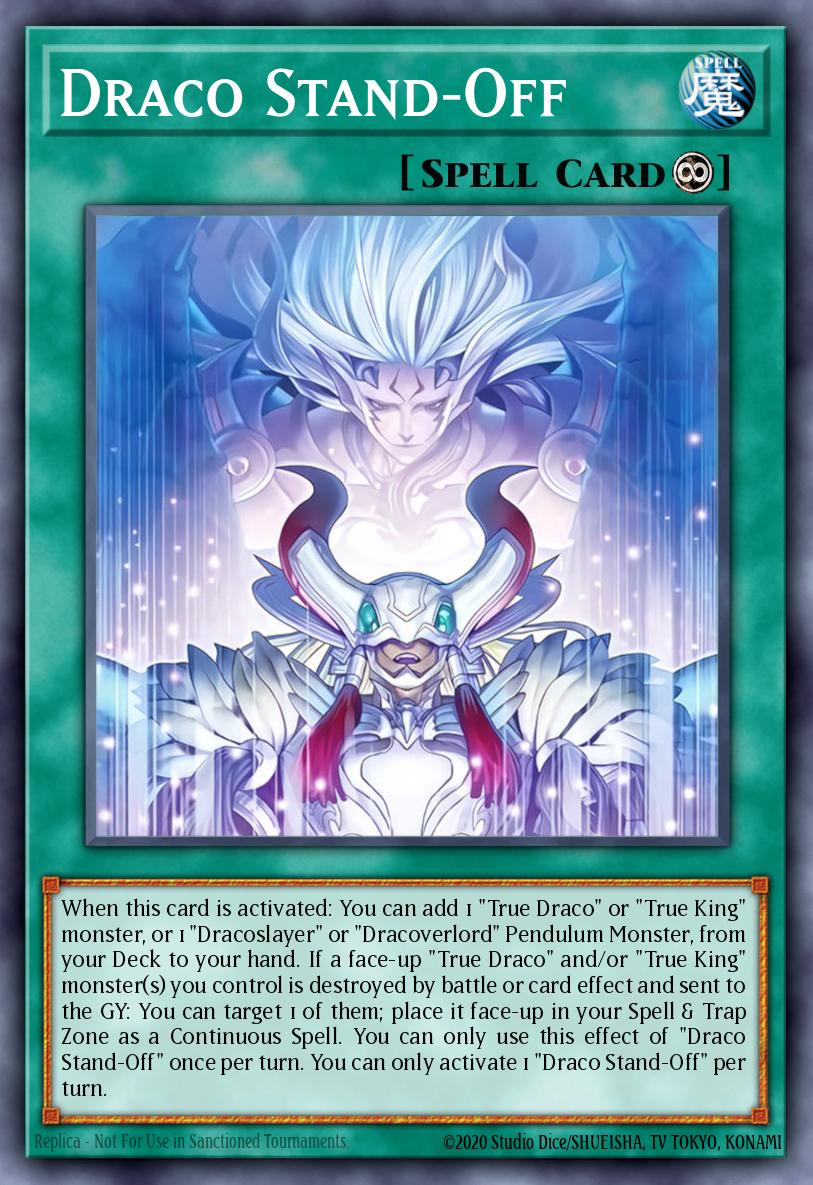 Draco Stand-Off
SPELL
魔
[Spell Card]
When this card is activated: You can add 1 "True Draco" or "True King"
monster, or 1 "Dracoslayer" or "Dracoverlord" Pendulum Monster, from
your Deck to your hand. If a face-up "True Draco" and/or "True King"
monster(s) you control is destroyed by battle or card effect and sent to
the GY: You can target 1 of them; place it face-up in your Spell & Trap
Zone as a Continuous Spell. You can only use this effect of "Draco
Stand-Off" once per turn. You can only activate 1 "Draco Stand-Off" per
turn.
Replica - Not For Use in Sanctioned Tournaments.
©2020 Studio Dice/SHUEISHA, TV TOKYO, KONAMI